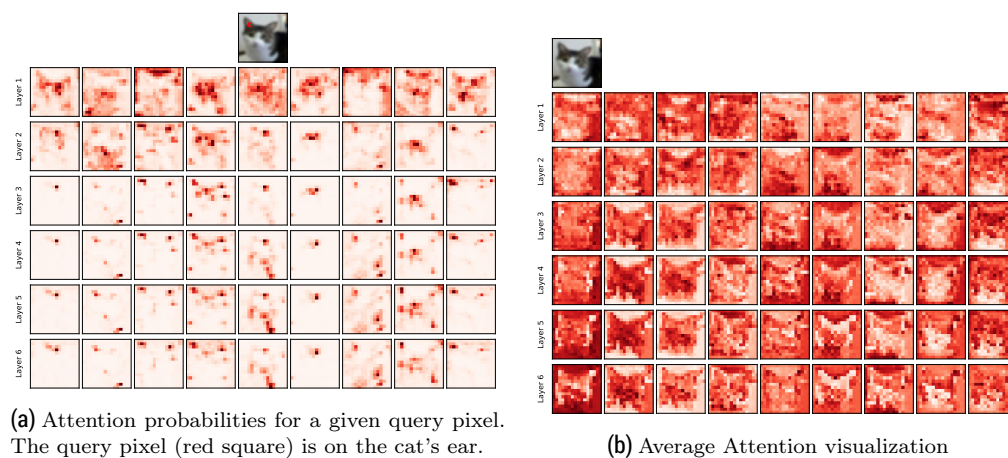 Layer 1
Layer 2
Layer 3
Layer 4
Layer 5
Layer 6
(a) Attention probabilities for a given query pixel.
The query pixel (red square) is on the cat's ear.
Layer 1
Layer 2
Layer 3
Layer 4
Layer 5
Layer 6
(b) Average Attention visualization